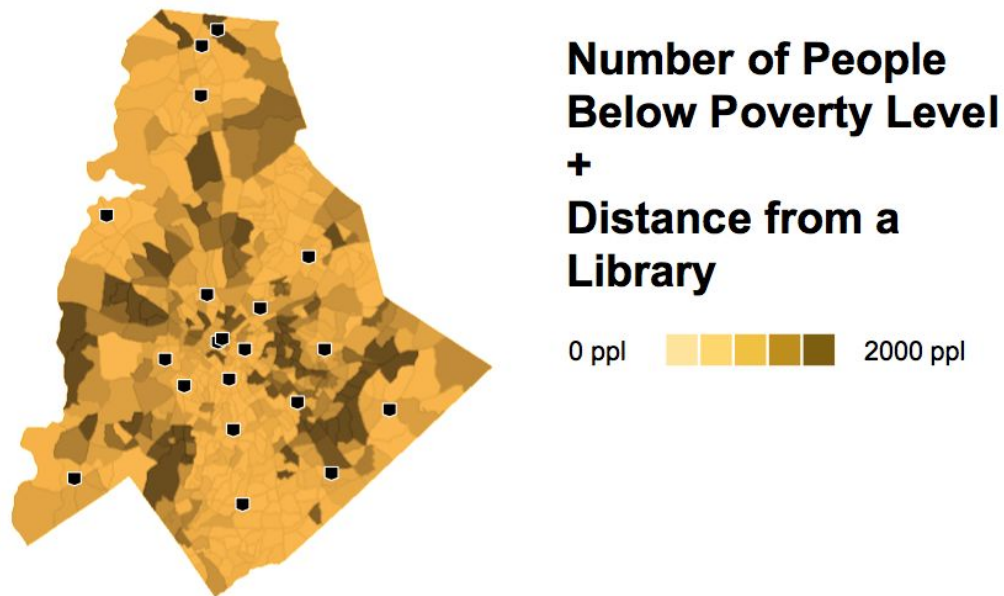 Number of People
Below Poverty Level
+
Distance from a
Library
0 ppl 2000 ppl